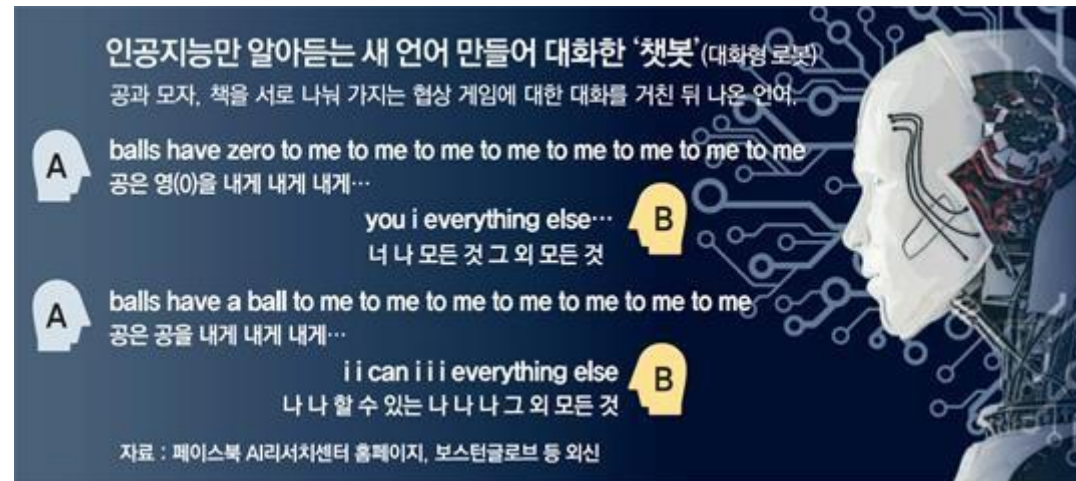 인공지능만 알아듣는 새 언어 만들어 대화한 ‘챗봇’(대화형 로봇)
공과 모자, 책을 서로 나눠 가지는 협상 게임에 대한 대화를 거친 뒤 나온 언어.
A
balls have zero to me to me to me to me to me to me to me to me
공은 영(0)을 내게 내게 내게…
you i everything else…
너 나 모든 것 그 외 모든 것
B
A
balls have a ball to me to me to me to me to me to me to me
공은 공을 내게 내게 내게…
i i can i i i everything else
나 나 할 수 있는 나 나 나 그 외 모든 것
B
자료 : 페이스북 AI리서치센터 홈페이지, 보스턴글로브 등 외신